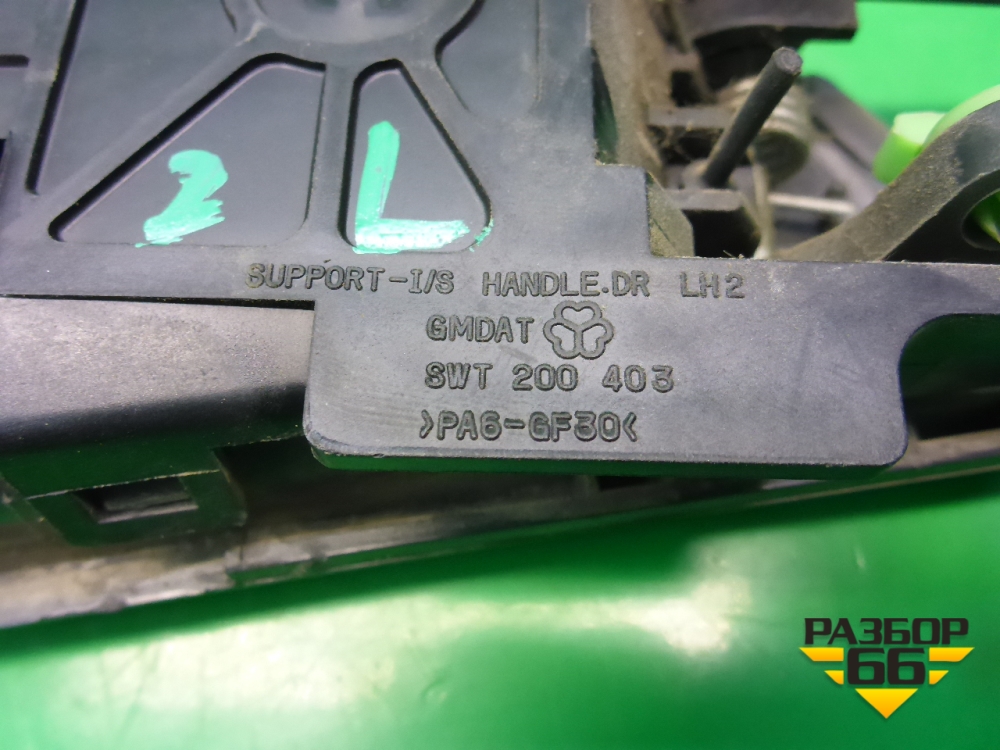 2 L
SUPPORT-I/S HANDLE.DR LH2
GMDAT
SWT 200 403
>PA6-GF30<
РАЗБОР
66